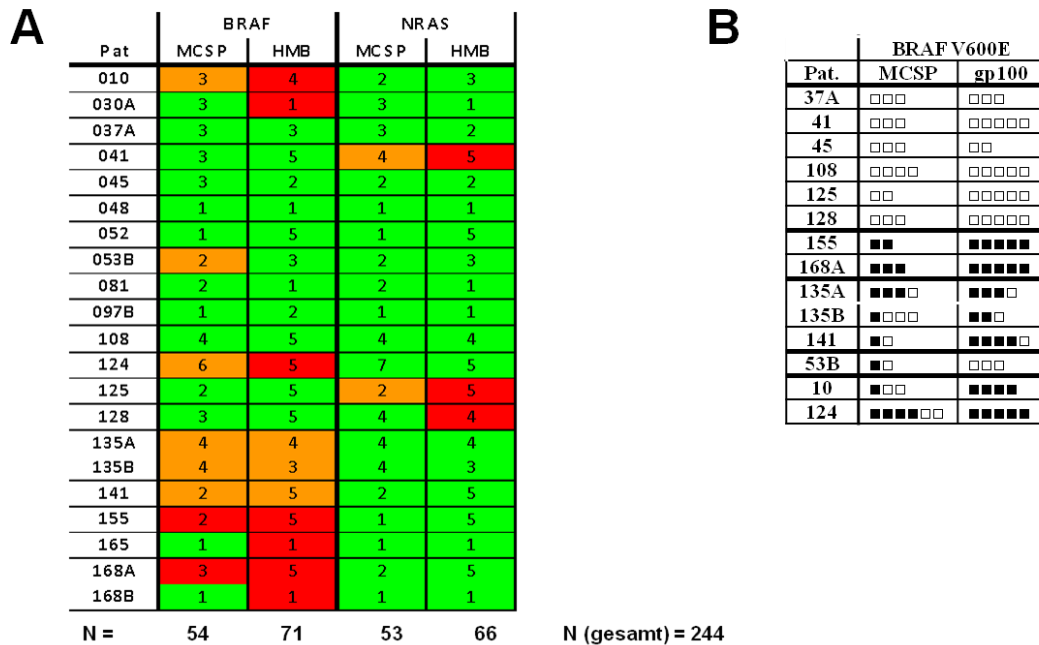 A
BRAF NRAS
Pat MCSP HMB MCSP HMB
010 3 4 2 3
030A 3 1 3 1
037A 3 3 3 2
041 3 5 4 5
045 3 2 2 2
048 1 1 1 1
052 1 5 1 5
053B 2 3 2 3
081 2 1 2 1
097B 1 2 1 1
108 4 5 4 4
124 6 5 7 5
125 2 5 2 5
128 3 5 4 4
135A 4 4 4 4
135B 4 3 4 3
141 2 5 2 5
155 2 5 1 5
165 1 1 1 1
168A 3 5 2 5
168B 1 1 1 1
N = 54 71 53 66 N (gesamt) = 244
B
BRAF V600E
Pat. MCSP gp100
37A □□□ □□□
41 □□□ □□□□□
45 □□□ □□
108 □□□□ □□□□□
125 □□ □□□□□
128 □□□ □□□□□
155 ■■ ■■■■■
168A ■■■ ■■■■■
135A ■■■□ ■■■□
135B ■□□□ ■■□
141 ■□ ■■■■□
53B ■□ □□□
10 ■□□ ■■■■
124 ■■■■□□ ■■■■■